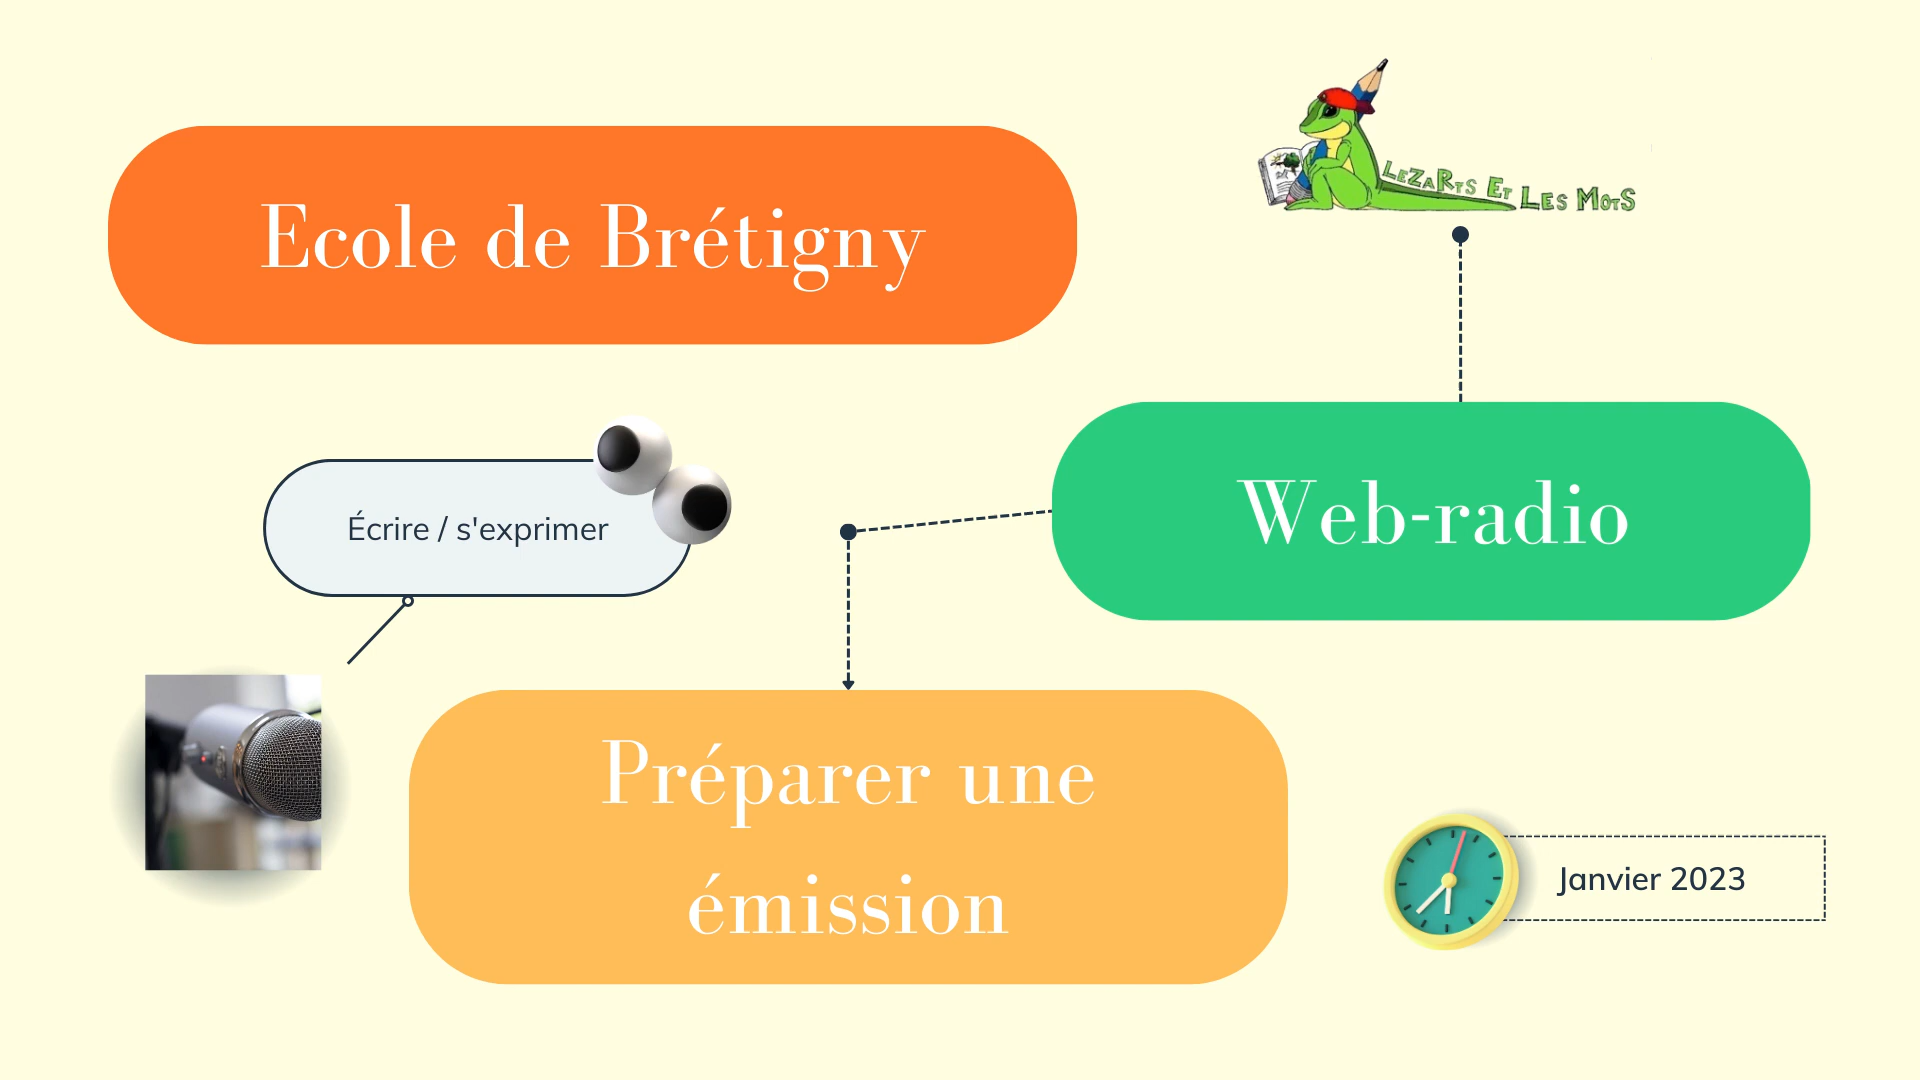 Ecole de Brétigny
LeZaRTs ET LES MoTS
Web-radio
Écrire / s'exprimer
Préparer une
émission
Janvier 2023